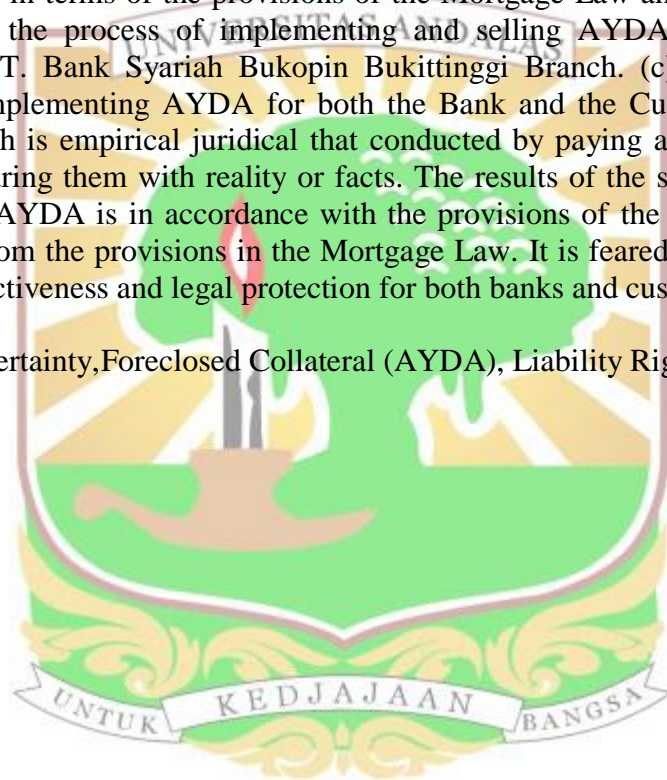 in terms of the provisions of the Mortgage Law an
the process of implementing and selling AYDA
UNIVERSITAS ANDALAS
T. Bank Syariah Bukopin Bukittinggi Branch. (c)
mplementing AYDA for both the Bank and the Cu
h is empirical juridical that conducted by paying a
ring them with reality or facts. The results of the s
AYDA is in accordance with the provisions of the
om the provisions in the Mortgage Law. It is feared
ctiveness and legal protection for both banks and cus
ertainty,Foreclosed Collateral (AYDA), Liability Rig
UNTUK KEDJAJAAN BANGSA